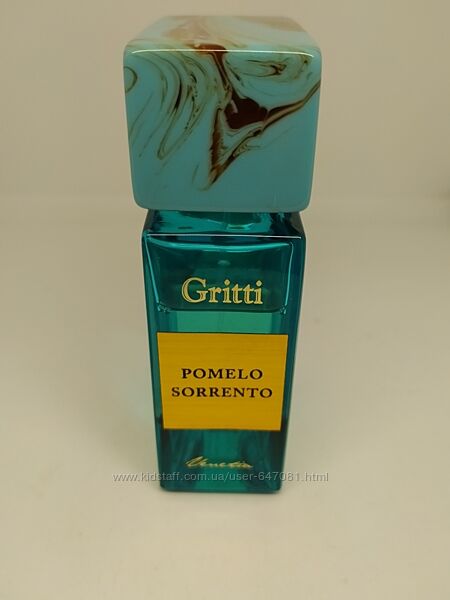 Gritti
POMELO
SORRENTO
Venetia
www.kidstaff.com.ua/user-647081.html